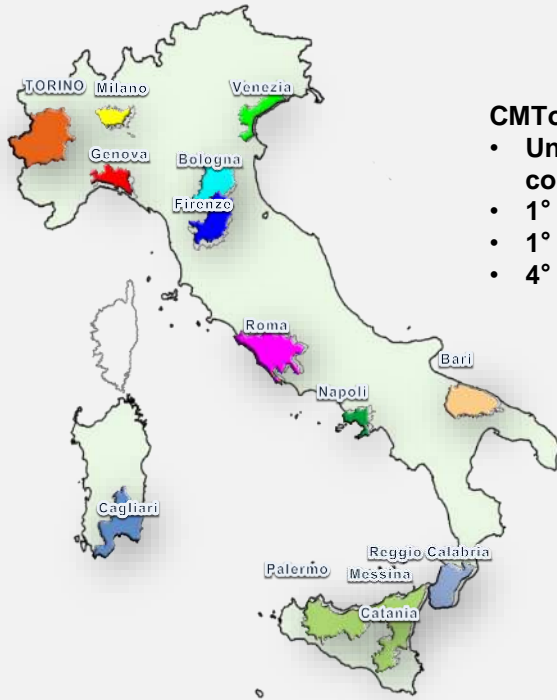 TORINO
Milano
Venezia
Genova
Bologna
Firenze
CMTo
• Un
co
• 1°
• 1°
• 4°
Roma
Bari
Napoli
Cagliari
Reggio Calabria
Palermo
Messina
Catania